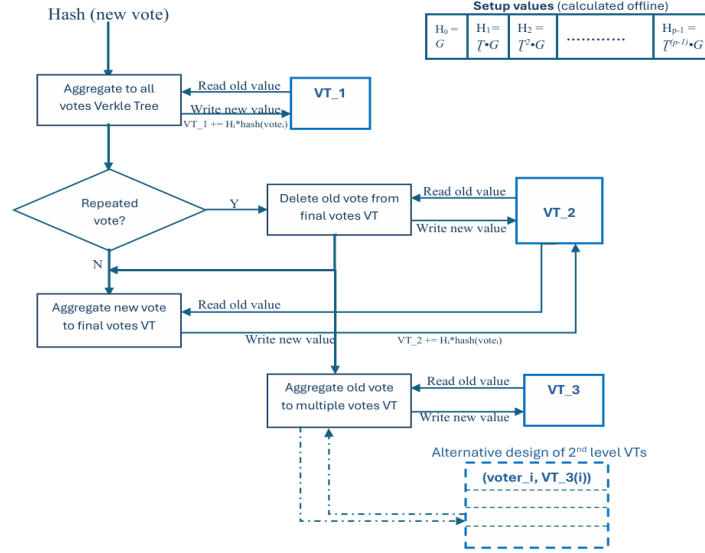 Hash (new vote)
Setup values (calculated offline)
H₀ = G
H₁ = Ʈ•G
H₂ = Ʈ²•G
…………
Hₚ₋₁ = Ʈ⁽ᵖ⁻¹⁾•G
Aggregate to all
votes Verkle Tree
Read old value
Write new value
VT_1 += Hᵢ*hash(voteᵢ)
VT_1
Repeated
vote?
Y
N
Delete old vote from
final votes VT
Read old value
Write new value
VT_2
Aggregate new vote
to final votes VT
Read old value
Write new value
VT_2 += Hᵢ*hash(voteᵢ)
Aggregate old vote
to multiple votes VT
Read old value
Write new value
VT_3
Alternative design of 2ⁿᵈ level VTs
(voter_i, VT_3(i))